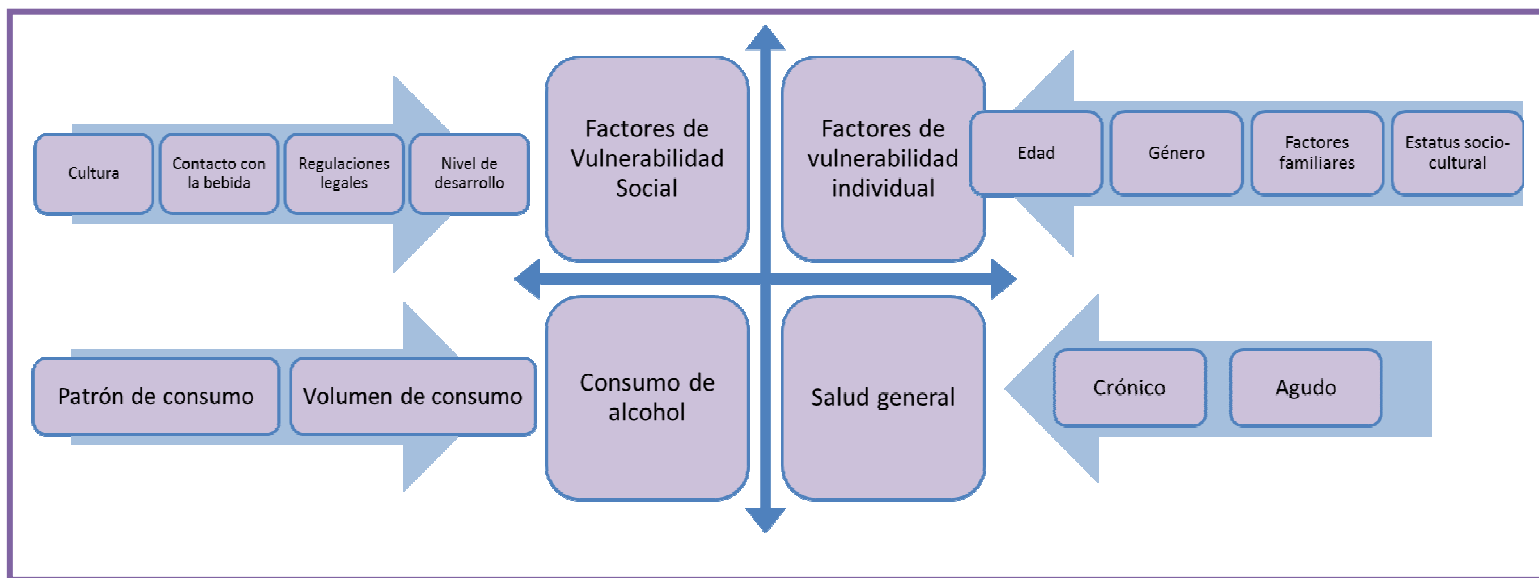 Cultura
Contacto con
la bebida
Regulaciones
legales
Nivel de
desarrollo
Factores de
Vulnerabilidad
Social
Factores de
vulnerabilidad
individual
Edad
Género
Factores
familiares
Estatus socio-
cultural
Patrón de consumo
Volumen de consumo
Consumo de
alcohol
Salud general
Crónico
Agudo